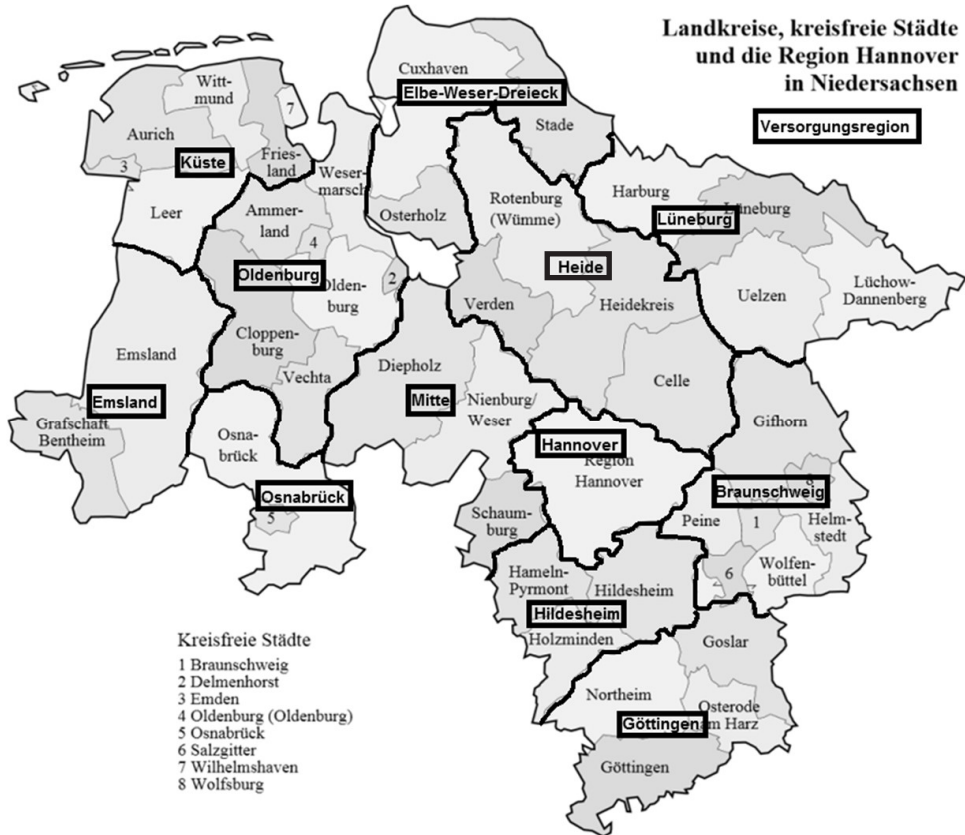 Landkreise, kreisfreie Städte
und die Region Hannover
in Niedersachsen
Versorgungsregion
Cuxhaven
Elbe-Weser-Dreieck
Stade
Witt-
mund
7
Aurich
Fries-
land
Küste
3
Weser-
marsch
Leer
Ammer-
land
4
Osterholz
Rotenburg
(Wümme)
Harburg
Lüneburg
Lüneburg
Oldenburg
Olden-
burg
2
Heide
Verden
Heidekreis
Uelzen
Lüchow-
Dannenberg
Emsland
Cloppen-
burg
Vechta
Diepholz
Celle
Emsland
Mitte
Nienburg
Weser
Grafschaft
Bentheim
Osna-
brück
Gifhorn
Hannover
Region
Hannover
Osnabrück
5
Braunschweig
8
Schaum-
burg
Peine
1
Helm-
stedt
Hameln-
Pyrmont
Hildesheim
6
Wolfen-
büttel
Hildesheim
Holzminden
Goslar
Northeim
Osterode
am Harz
Göttingen
Göttingen
Kreisfreie Städte
1 Braunschweig
2 Delmenhorst
3 Emden
4 Oldenburg (Oldenburg)
5 Osnabrück
6 Salzgitter
7 Wilhelmshaven
8 Wolfsburg